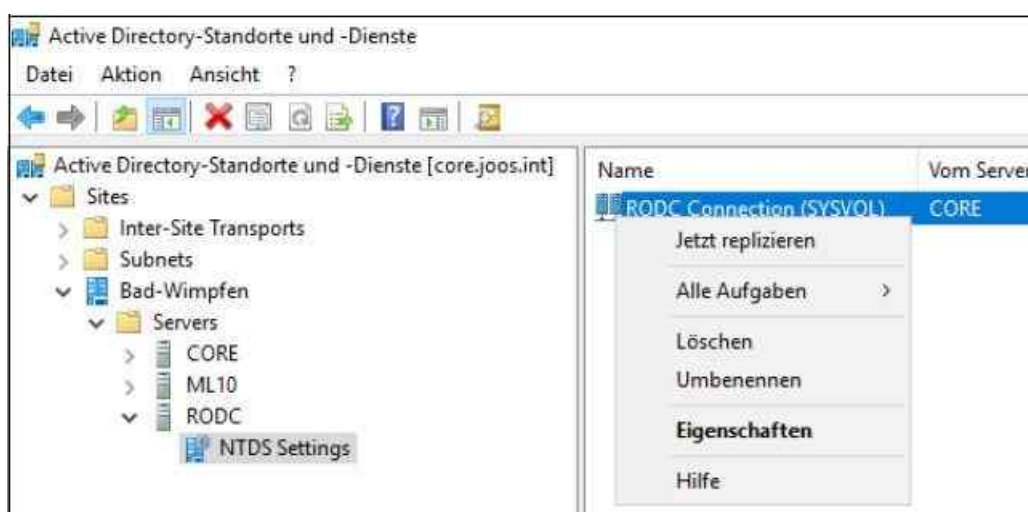 Active Directory-Standorte und -Dienste
Datei Aktion Ansicht ?
Active Directory-Standorte und -Dienste [core.joos.int]
Sites
Inter-Site Transports
Subnets
Bad-Wimpfen
Servers
CORE
ML10
RODC
NTDS Settings
Name Vom Server
RODC Connection (SYSVOL) CORE
Jetzt replizieren
Alle Aufgaben
Löschen
Umbenennen
Eigenschaften
Hilfe